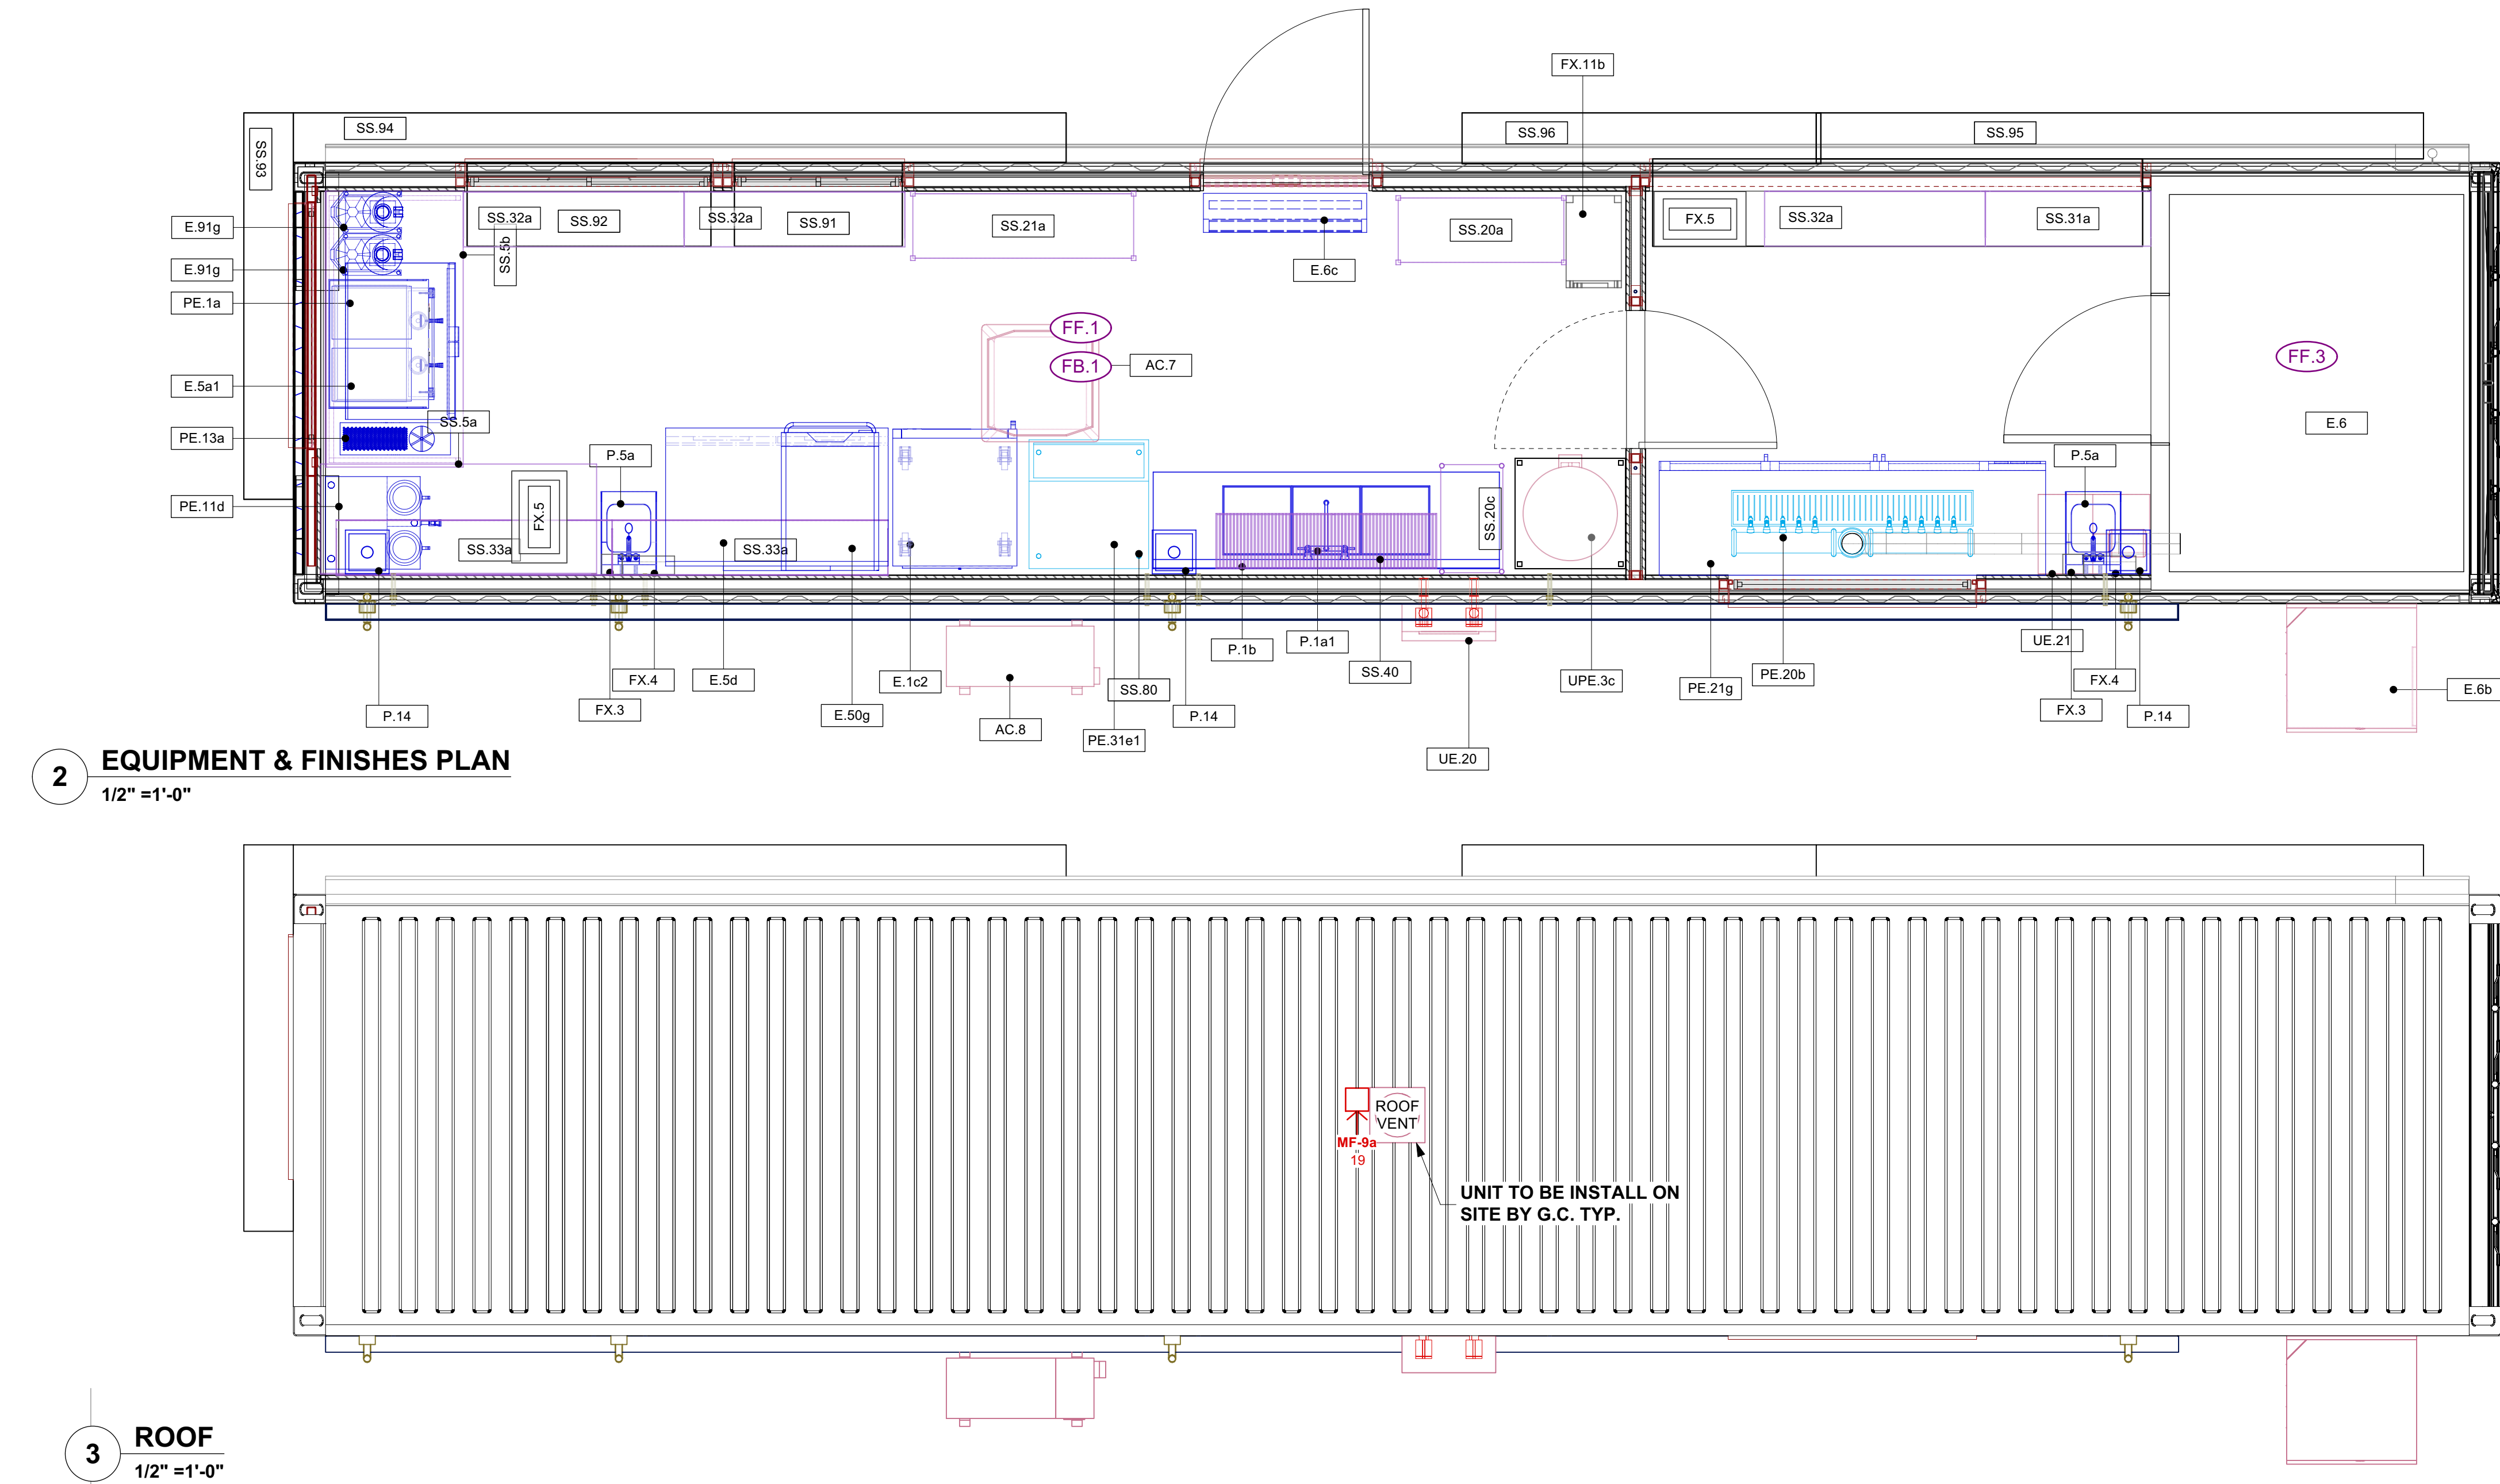 FX.11b
SS.94
SS.96
SS.95
SS.93
E.91g
SS.32a
SS.92
SS.32a
SS.91
SS.21a
SS.20a
FX.5
SS.32a
SS.31a
SS.5b
E.91g
E.6c
PE.1a
FF.1
FB.1
AC.7
FF.3
E.5a1
SS.5a
E.6
PE.13a
P.5a
P.5a
PE.11d
FX.5
SS.20c
SS.33a
SS.33a
P.1b
P.1a1
SS.40
UE.21
FX.4
E.5d
E.1c2
SS.80
UPE.3c
PE.21g
PE.20b
FX.4
E.6b
P.14
FX.3
E.50g
AC.8
P.14
FX.3
P.14
PE.31e1
UE.20
2
EQUIPMENT & FINISHES PLAN
1/2" =1'-0"
ROOF
VENT
MF-9a
19
UNIT TO BE INSTALL ON
SITE BY G.C. TYP.
3
ROOF
1/2" =1'-0"